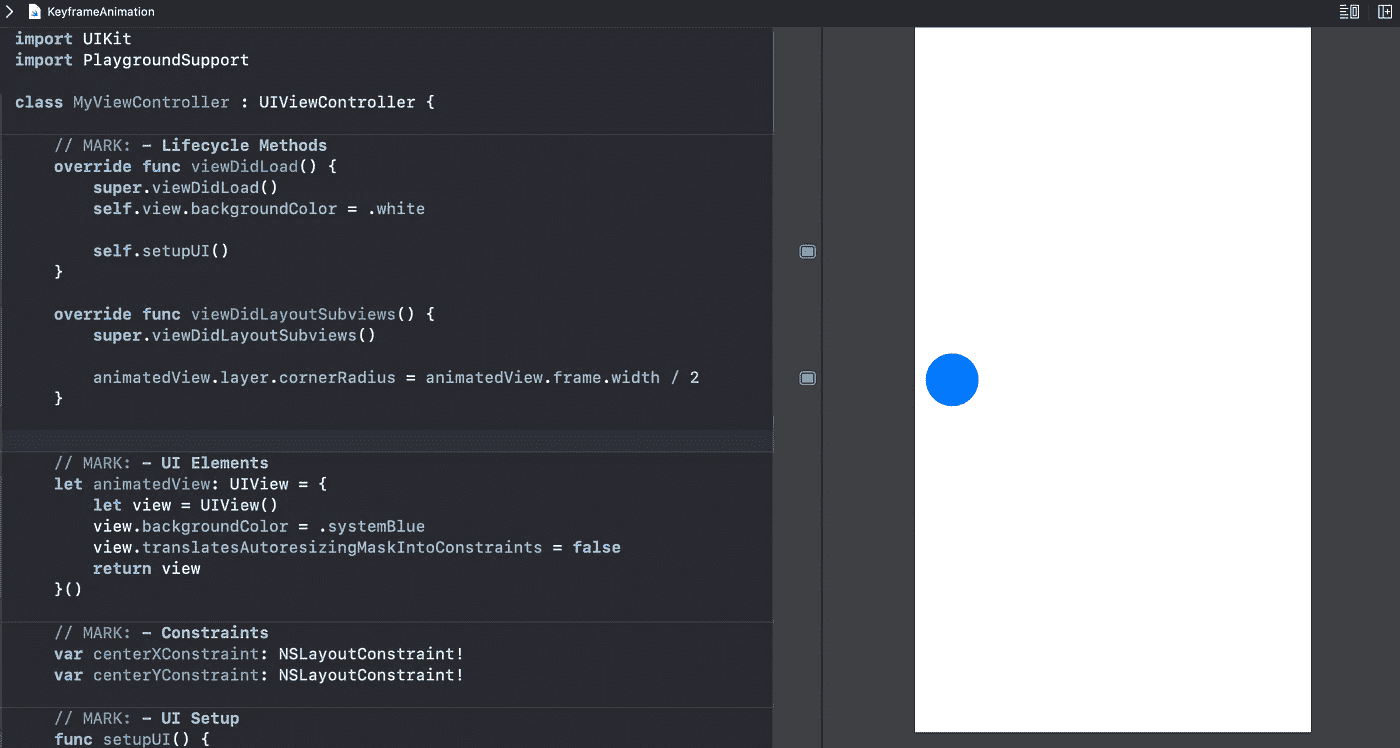 KeyframeAnimation
import UIKit
import PlaygroundSupport
class MyViewController : UIViewController {
// MARK: - Lifecycle Methods
override func viewDidLoad() {
super.viewDidLoad()
self.view.backgroundColor = .white
self.setupUI()
}
override func viewDidLayoutSubviews() {
super.viewDidLayoutSubviews()
animatedView.layer.cornerRadius = animatedView.frame.width / 2
}
// MARK: - UI Elements
let animatedView: UIView = {
let view = UIView()
view.backgroundColor = .systemBlue
view.translatesAutoresizingMaskIntoConstraints = false
return view
}()
// MARK: - Constraints
var centerXConstraint: NSLayoutConstraint!
var centerYConstraint: NSLayoutConstraint!
// MARK: - UI Setup
func setupUI() {